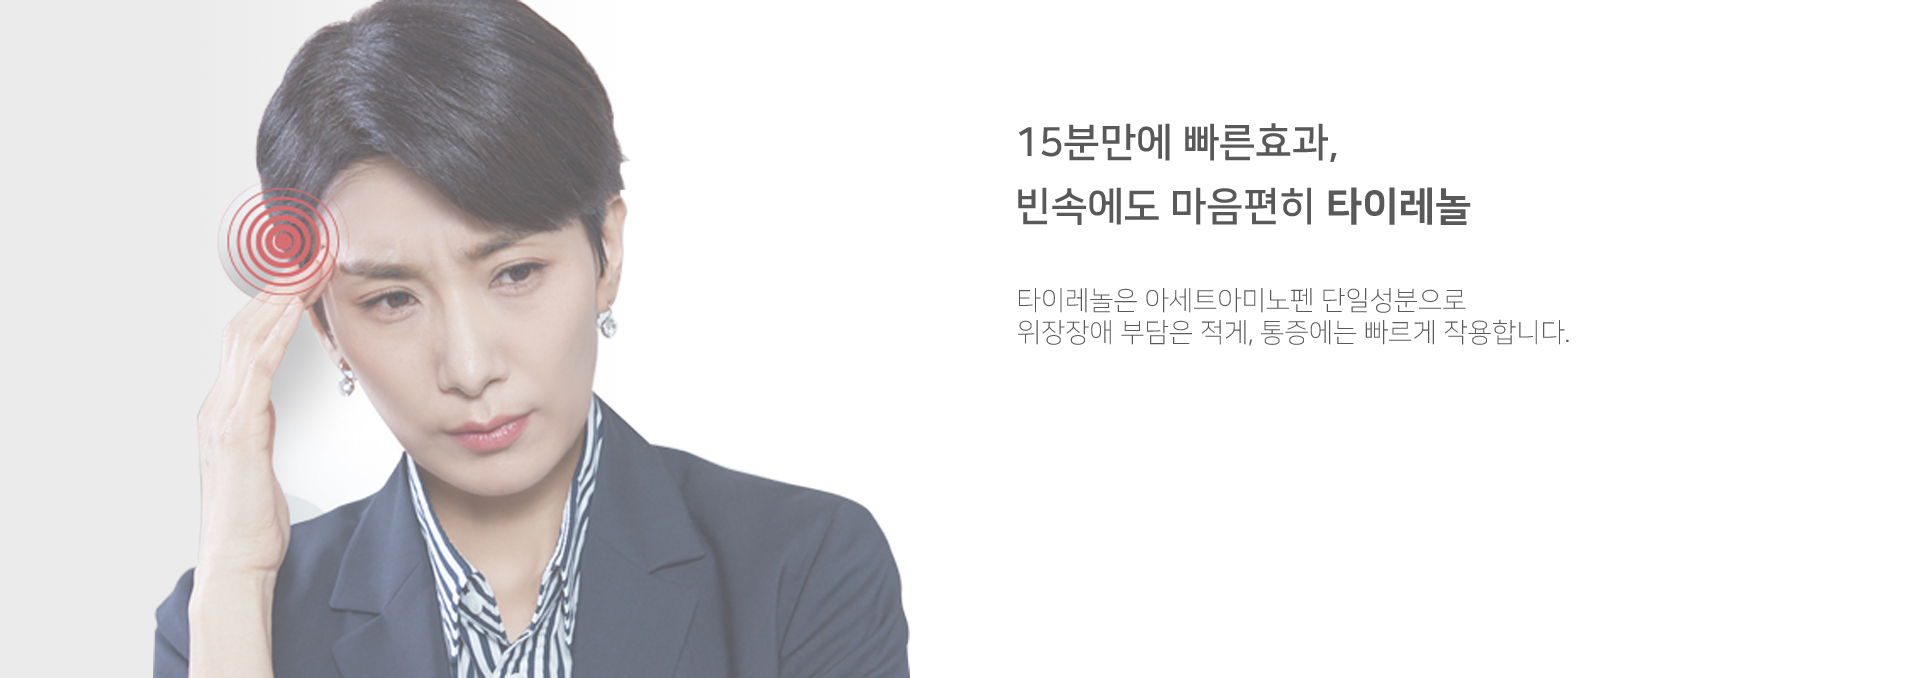 15분만에 빠른효과,
빈속에도 마음편히 타이레놀
타이레놀은 아세트아미노펜 단일성분으로
위장장애 부담은 적게, 통증에는 빠르게 작용합니다.